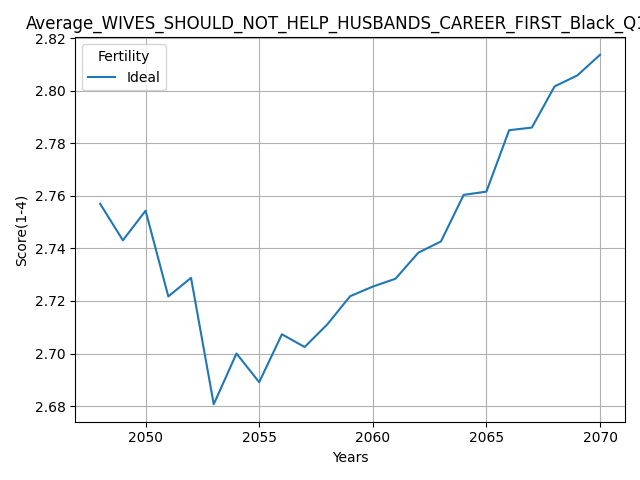 Average_WIVES_SHOULD_NOT_HELP_HUSBANDS_CAREER_FIRST_Black_Q1
Fertility
Ideal
Score(1-4)
2.82
2.80
2.78
2.76
2.74
2.72
2.70
2.68
2050
2055
2060
2065
2070
Years